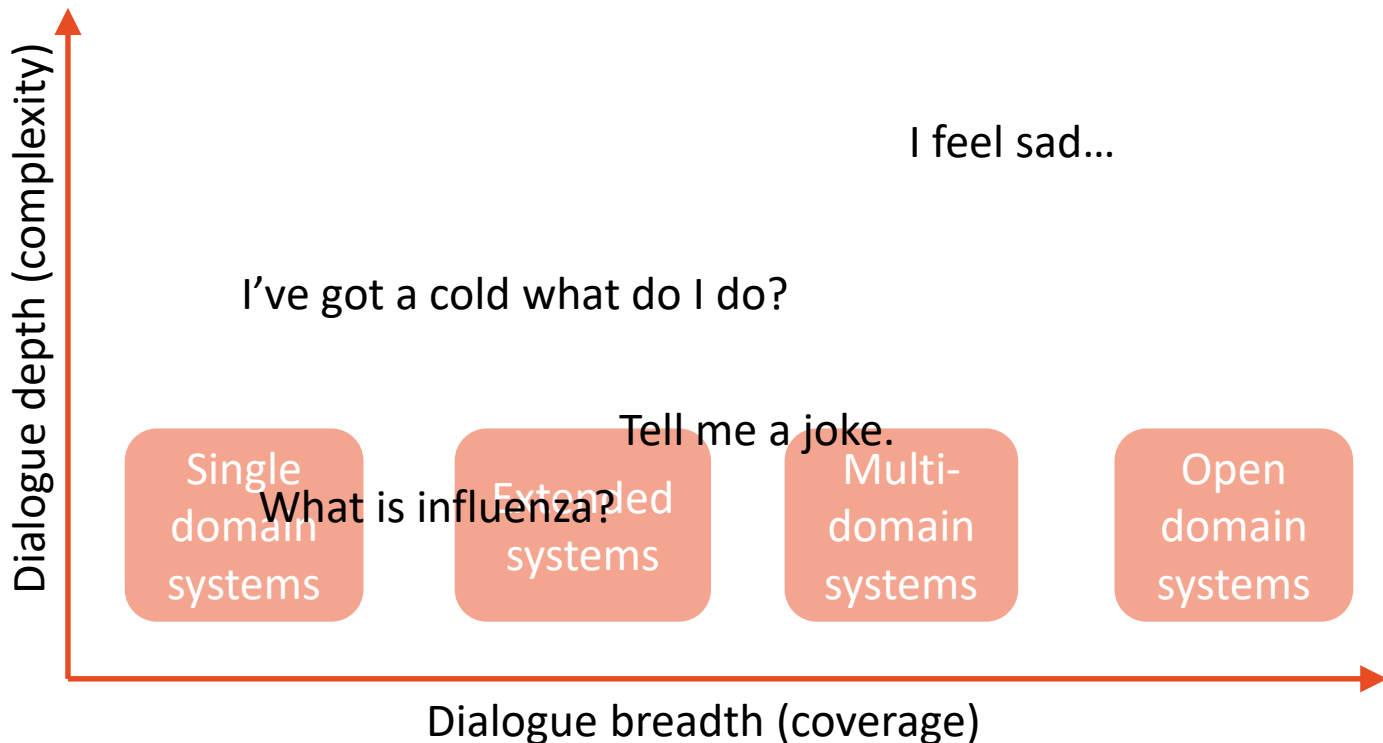 Dialogue depth (complexity)
I feel sad…
I've got a cold what do I do?
Tell me a joke.
What is influenza?
Single
domain
systems
Extended
systems
Multi-
domain
systems
Open
domain
systems
Dialogue breadth (coverage)